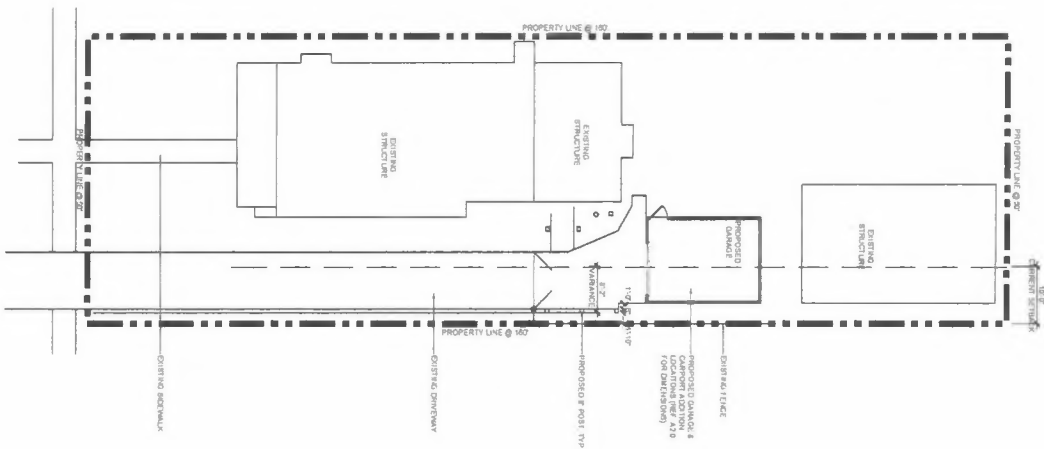 PROPERTY LINE @ 160'
PROPERTY LINE @ 50'
EXISTING
STRUCTURE
EXISTING
STRUCTURE
PROPOSED
GARAGE
EXISTING
STRUCTURE
PROPERTY LINE @ 50'
CURRENT SETBACK
VARIANCE
PROPERTY LINE @ 160'
EXISTING SIDEWALK
EXISTING DRIVEWAY
PROPOSED POST TYP
PROPOSED GARAGE &
CARPORT ADDITION
LOCATIONS (REF A2.0
FOR DIMENSIONS)
EXISTING FENCE